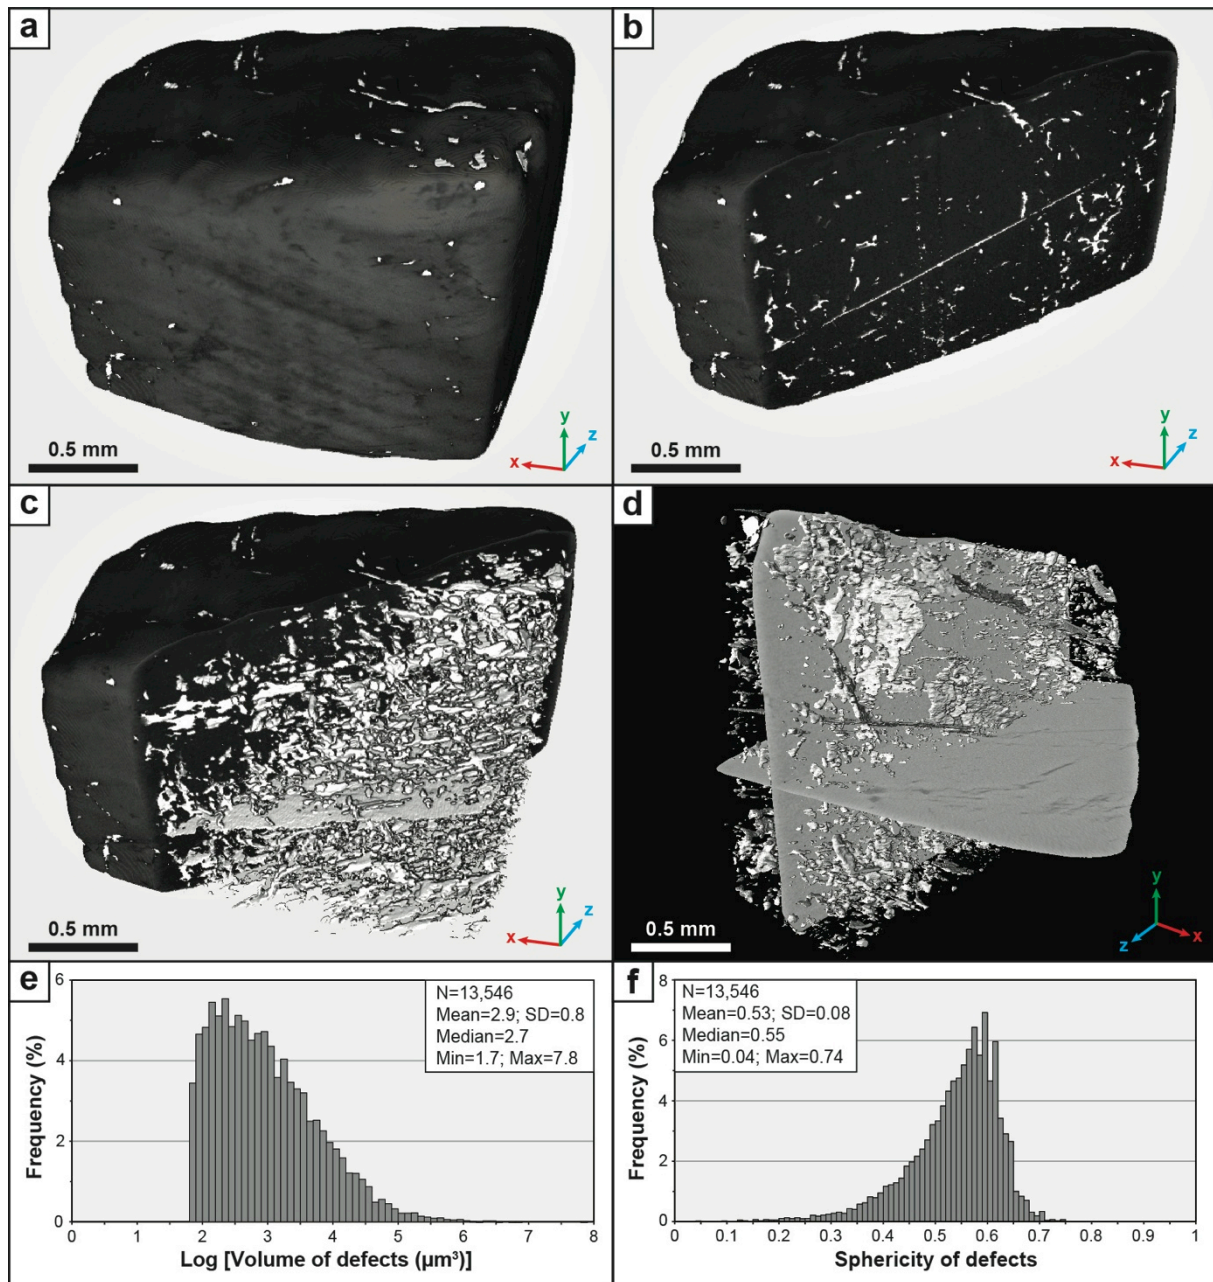 a
0.5 mm
x
y
z
b
0.5 mm
x
y
z
c
0.5 mm
x
y
z
d
0.5 mm
z
y
x
e
N=13,546
Mean=2.9; SD=0.8
Median=2.7
Min=1.7; Max=7.8
Frequency (%)
6
4
2
0
0 1 2 3 4 5 6 7 8
Log [Volume of defects (µm³)]
f
N=13,546
Mean=0.53; SD=0.08
Median=0.55
Min=0.04; Max=0.74
Frequency (%)
8
6
4
2
0
0 0.1 0.2 0.3 0.4 0.5 0.6 0.7 0.8 0.9 1
Sphericity of defects